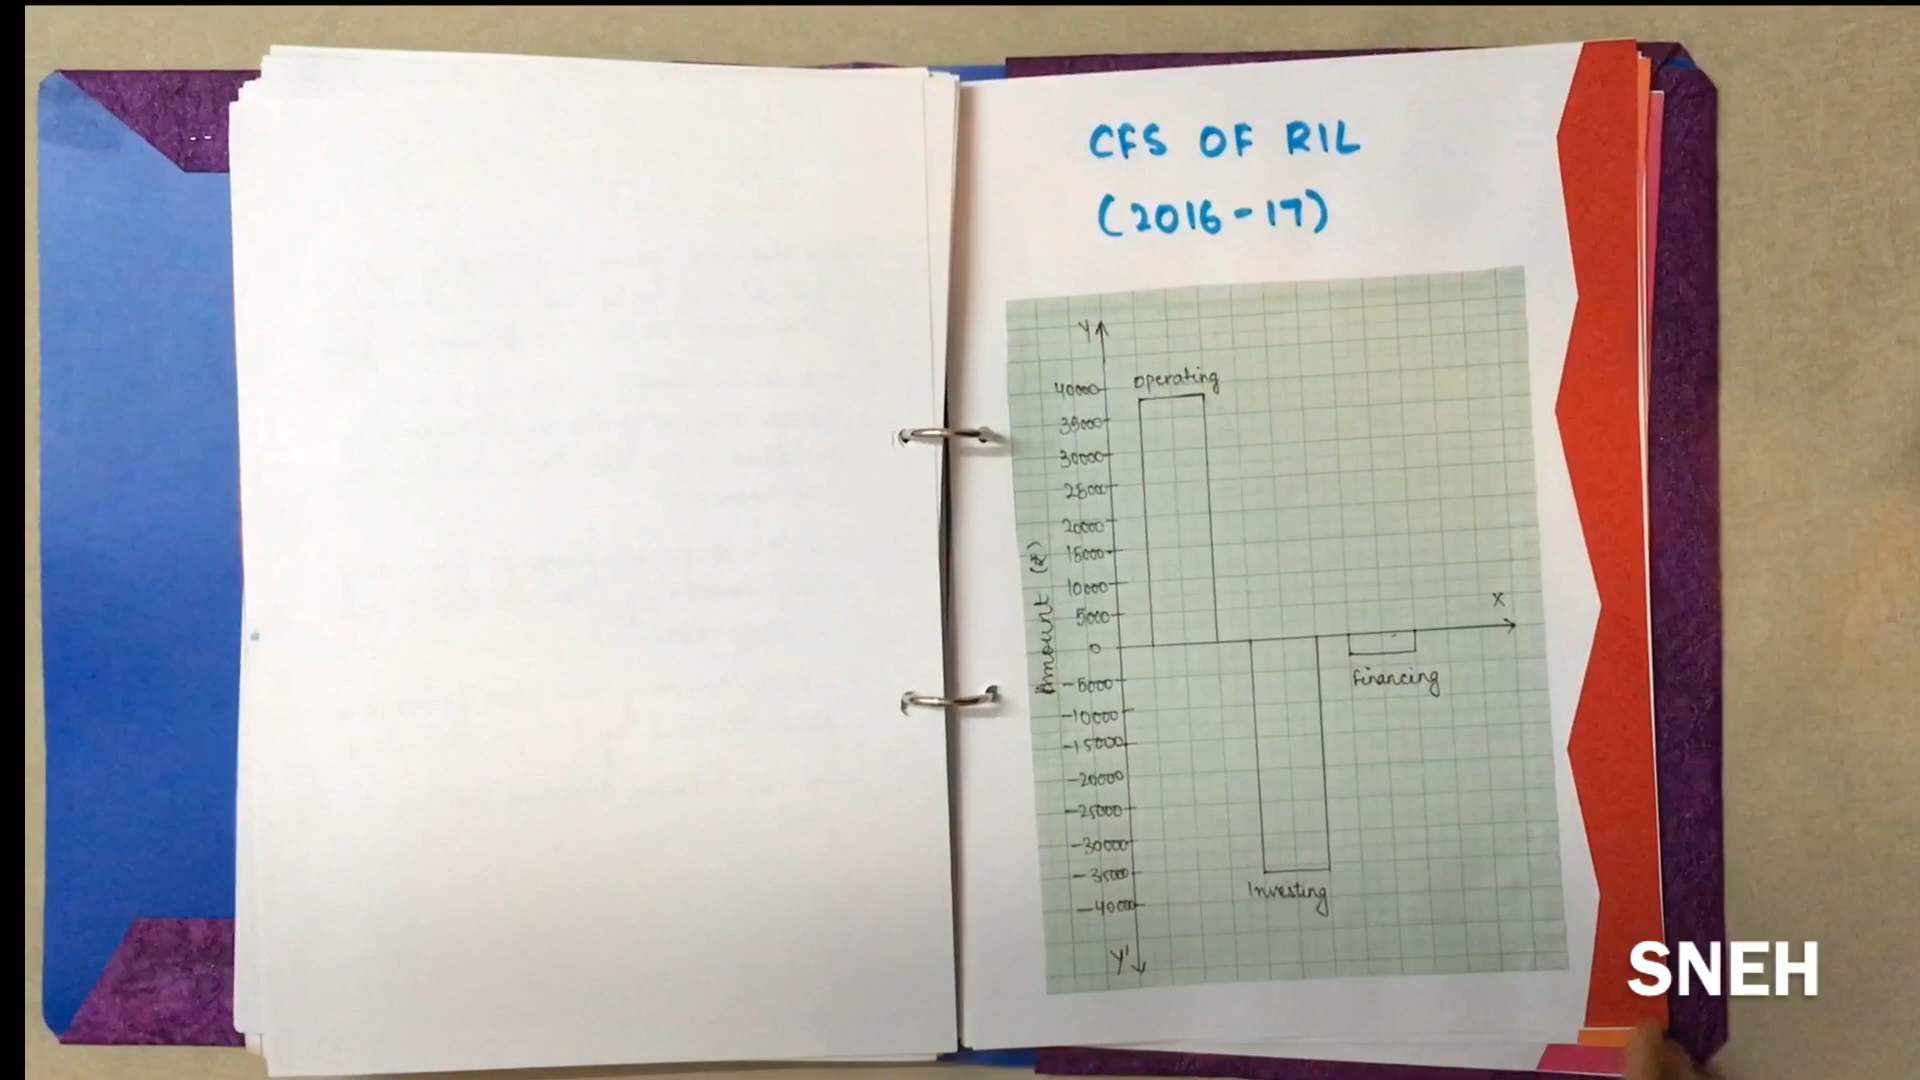 CFS OF RIL
(2016-17)
Y
Operating
40000
35000
30000
25000
20000
15000
10000
5000
0
Amount (₹)
X
-5000
Financing
-10000
-15000
-20000
-25000
-30000
-35000
Investing
-40000
Y'
SNEH